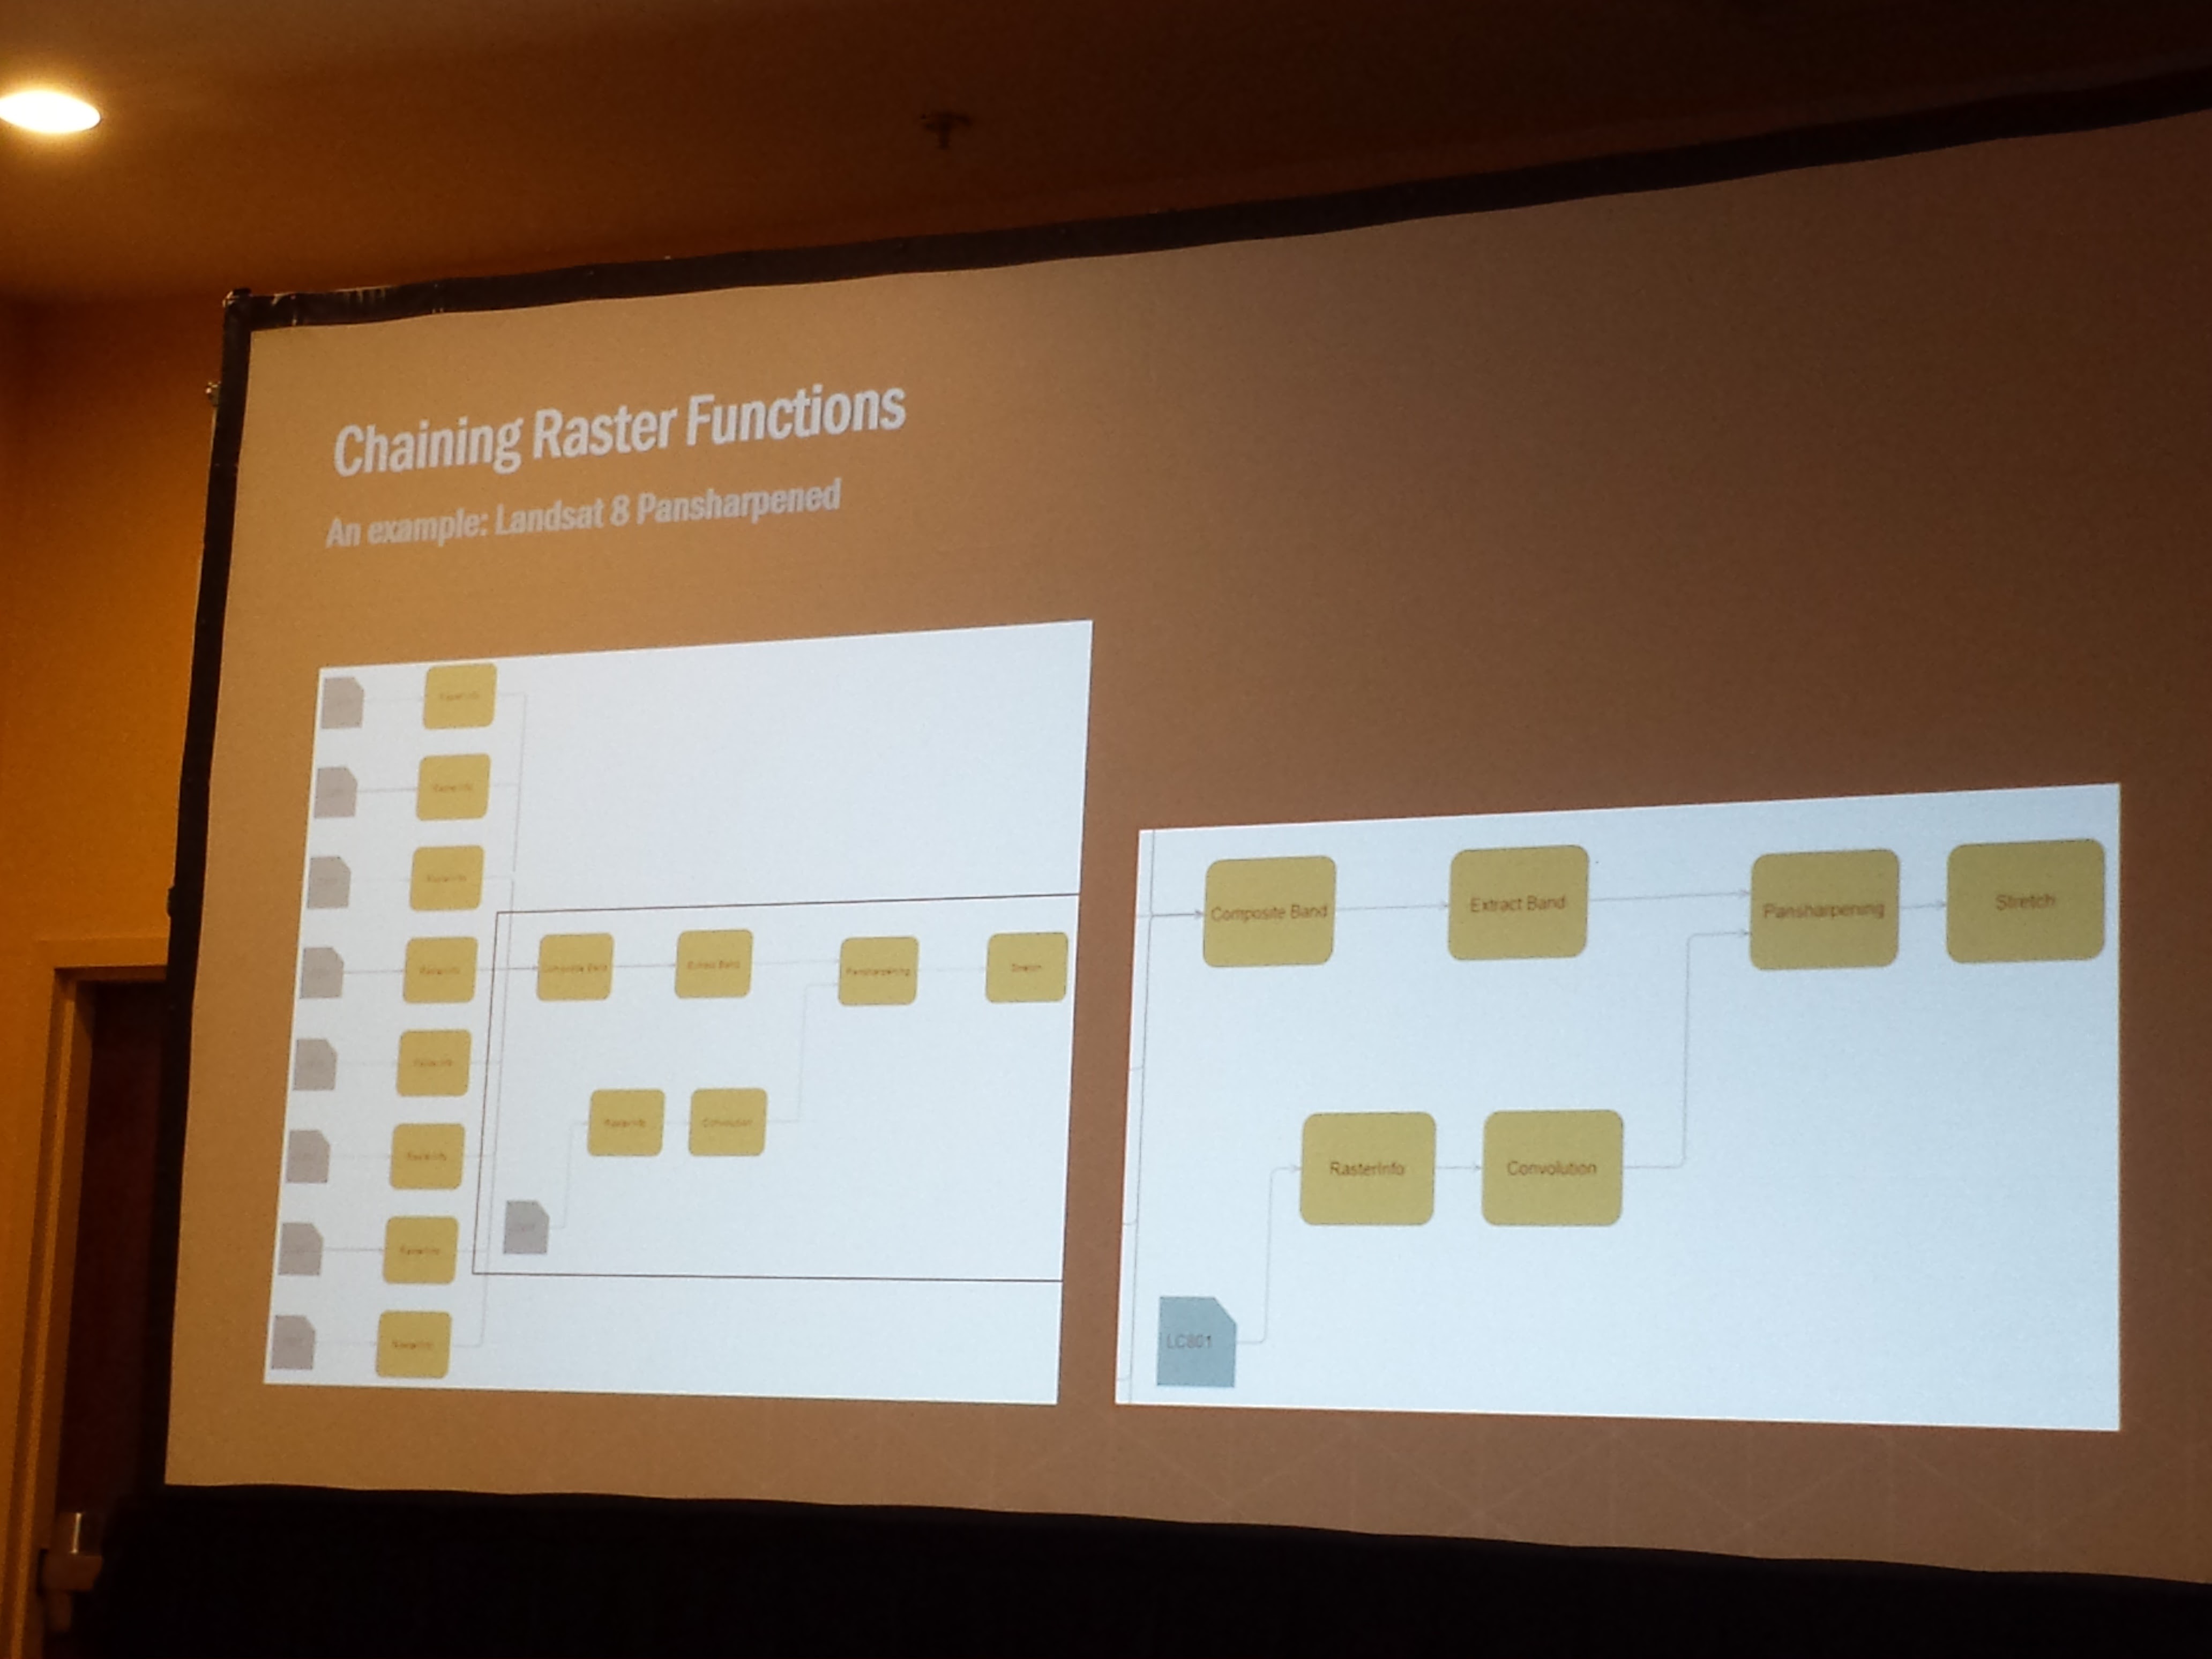 Chaining Raster Functions
An example: Landsat 8 Pansharpened
RasterInfo
RasterInfo
RasterInfo
RasterInfo
Composite Band
Extract Band
Pansharpening
Stretch
RasterInfo
RasterInfo
RasterInfo
Convolution
RasterInfo
RasterInfo
Composite Band
Extract Band
Pansharpening
Stretch
RasterInfo
Convolution
LC801